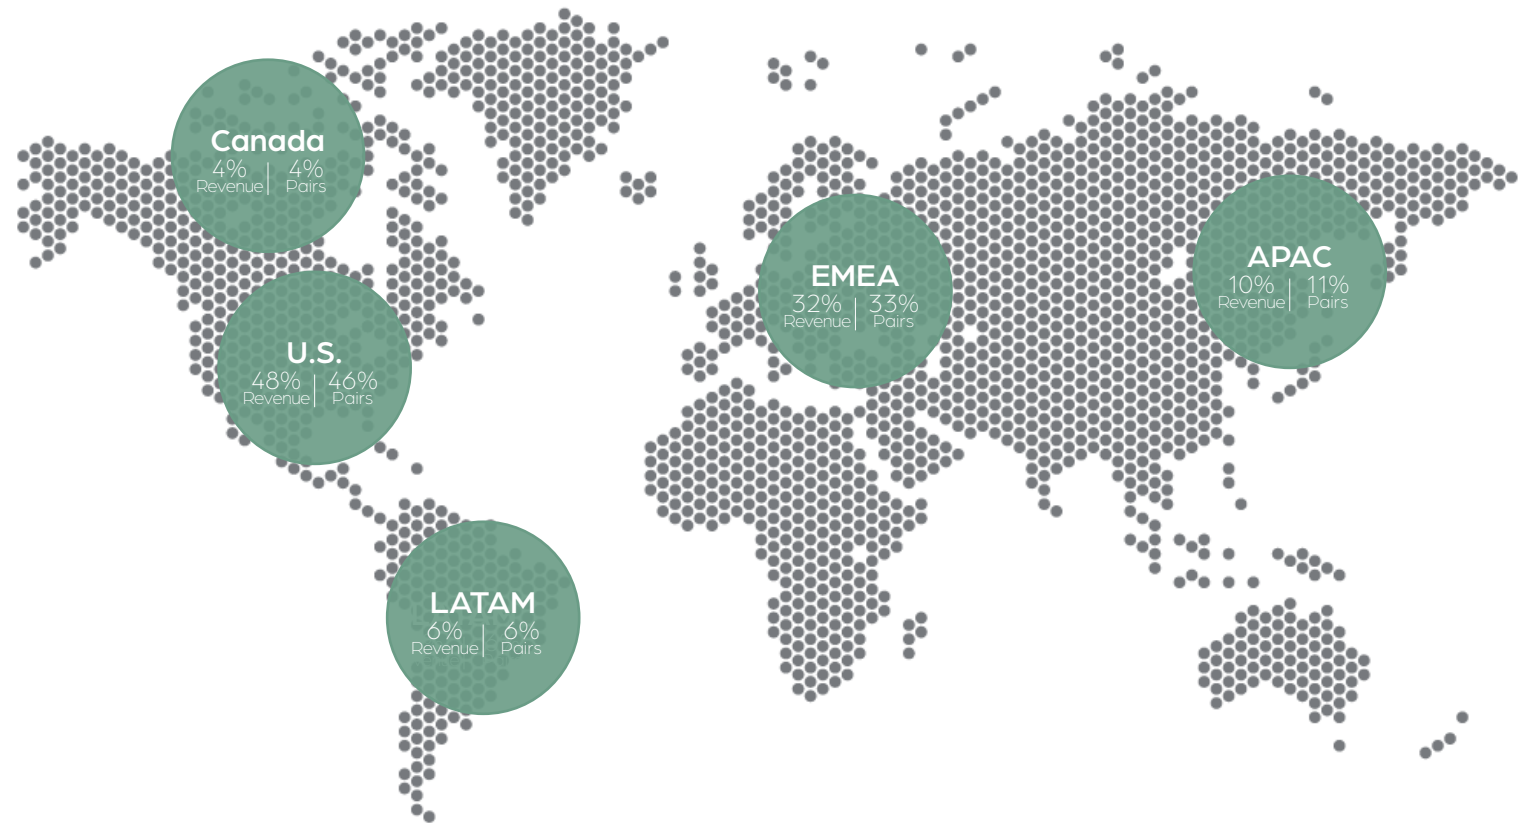 Canada
4% 4%
Revenue Pairs
U.S.
48% 46%
Revenue Pairs
EMEA
32% 33%
Revenue Pairs
APAC
10% 11%
Revenue Pairs
LATAM
6% 6%
Revenue Pairs